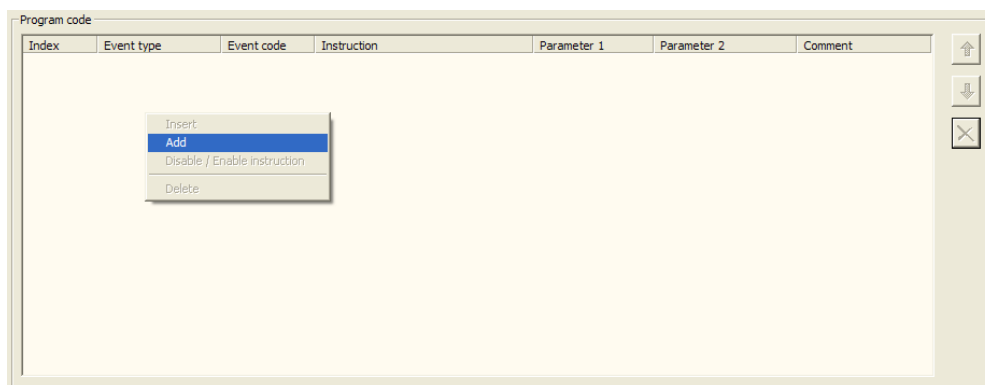 Program code
Index Event type Event code Instruction Parameter 1 Parameter 2 Comment
Insert
Add
Disable / Enable instruction
Delete